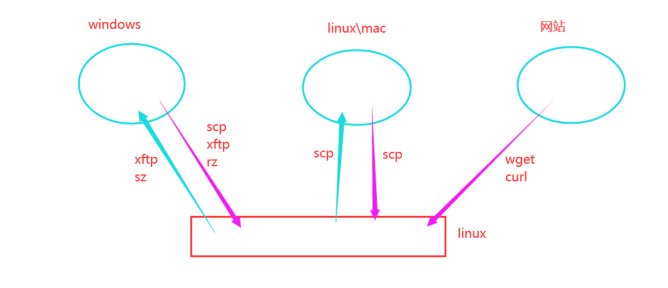 windows
linux\mac
网站
xftp
sz
scp
xftp
rz
scp
scp
wget
curl
linux